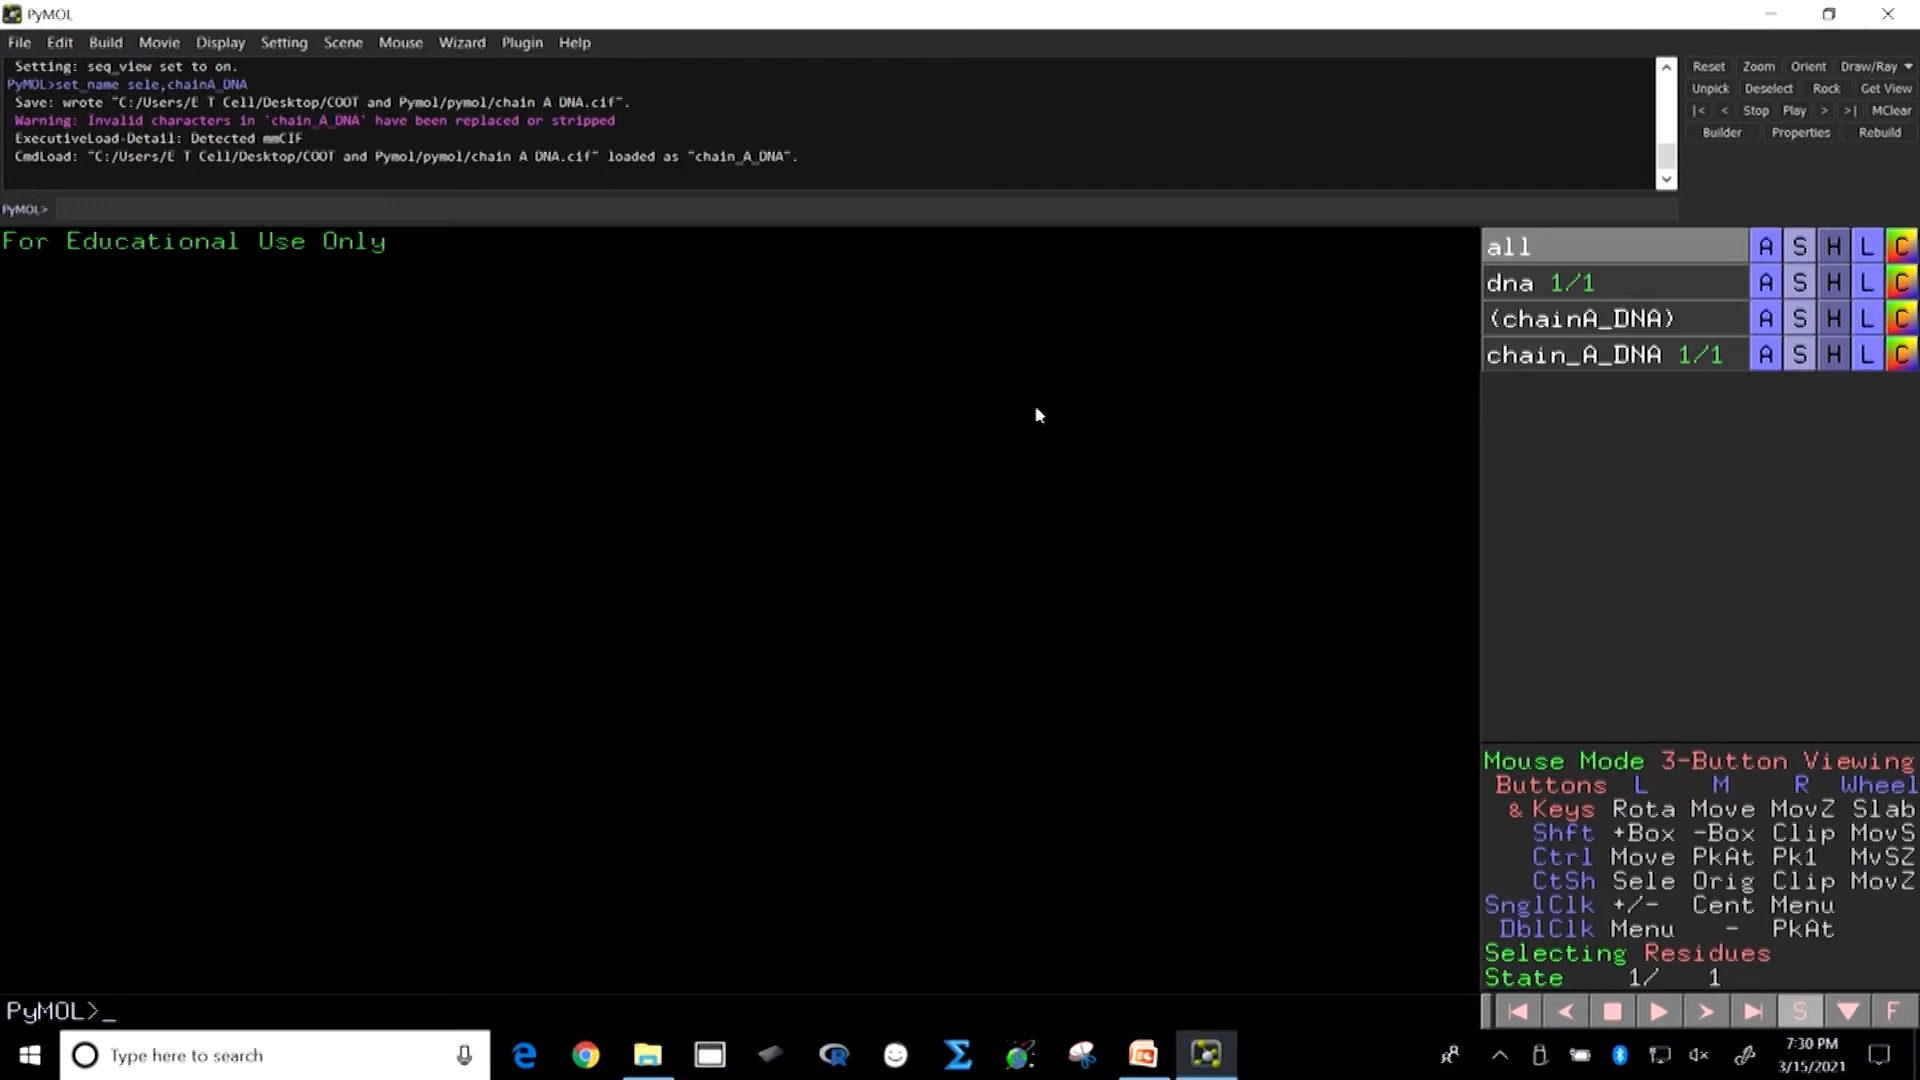 PyMOL
File Edit Build Movie Display Setting Scene Mouse Wizard Plugin Help
Setting: seq_view set to on.
PyMOL>set_name sele,chainA_DNA
Save: wrote "C:/Users/E T Cell/Desktop/COOT and Pymol/pymol/chain A DNA.cif".
Warning: Invalid characters in 'chain_A_DNA' have been replaced or stripped
ExecutiveLoad-Detail: Detected mmCIF
CmdLoad: "C:/Users/E T Cell/Desktop/COOT and Pymol/pymol/chain A DNA.cif" loaded as "chain_A_DNA".
PyMOL>
Reset Zoom Orient Draw/Ray
Unpick Deselect Rock Get View
|< < Stop Play > >| MClear
Builder Properties Rebuild
For Educational Use Only
all A S H L C
dna 1/1 A S H L C
(chainA_DNA) A S H L C
chain_A_DNA 1/1 A S H L C
Mouse Mode 3-Button Viewing
Buttons L M R Wheel
& Keys Rota Move MovZ Slab
Shft +Box -Box Clip MovS
Ctrl Move PkAt Pk1 MvSZ
CtSh Sele Orig Clip MovZ
SnglClk +/- Cent Menu
DblClk Menu - PkAt
Selecting Residues
State 1/ 1
S F
PyMOL>_
Type here to search
7:30 PM
3/15/2021